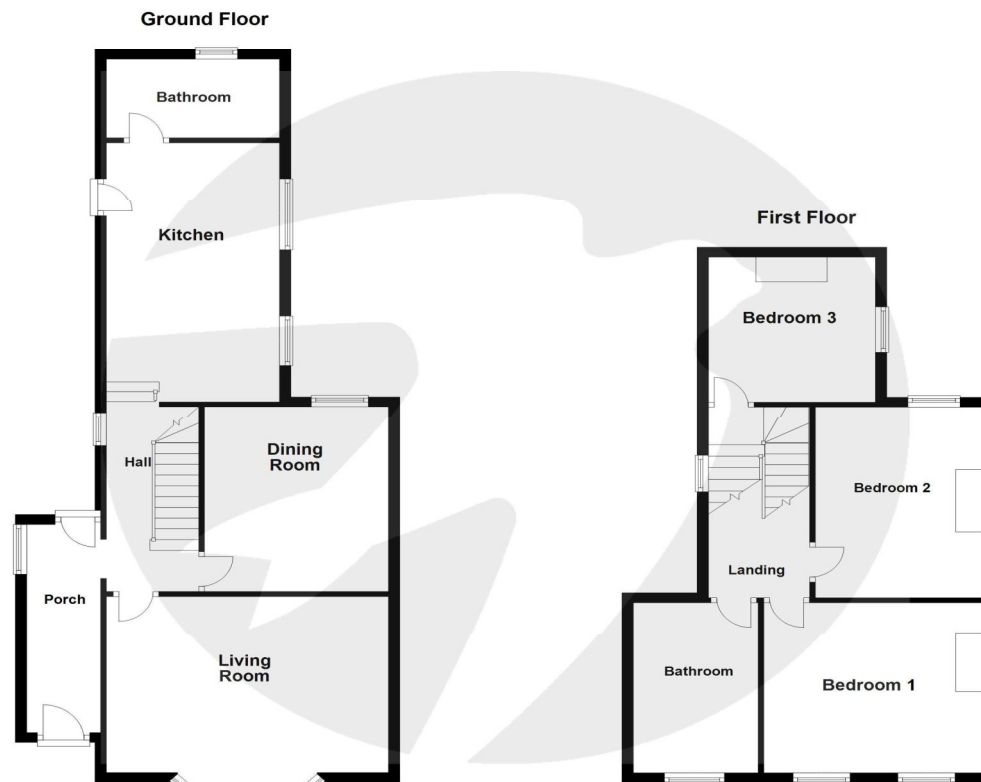 Ground Floor
Bathroom
Kitchen
Hall
Dining
Room
Porch
Living
Room
First Floor
Bedroom 3
Bedroom 2
Landing
Bathroom
Bedroom 1